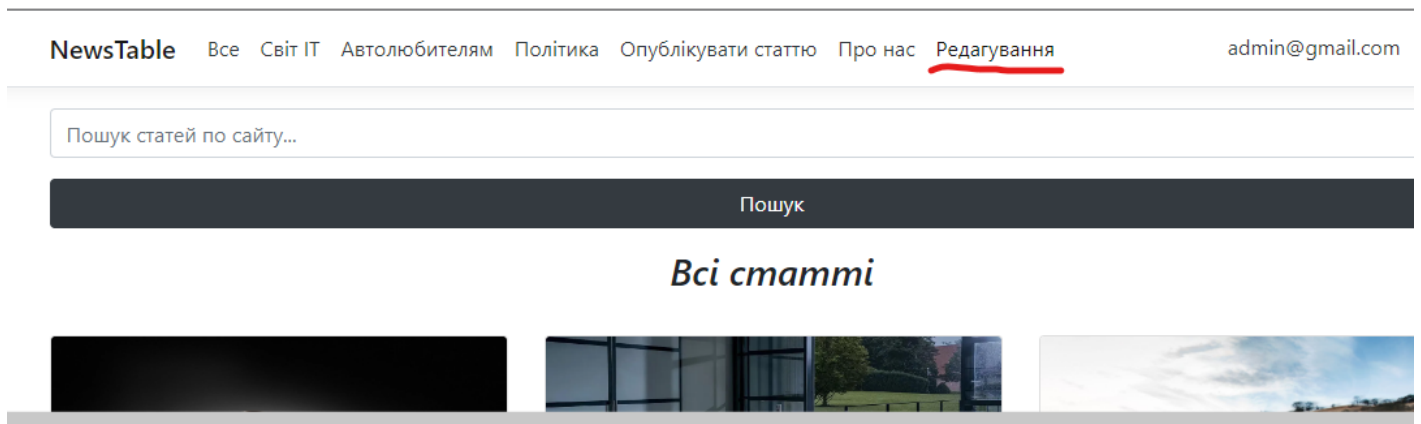 NewsTable Все Світ IT Автолюбителям Політика Опублікувати статтю Про нас Редагування admin@gmail.com
Пошук статей по сайту...
Пошук
Всі статті